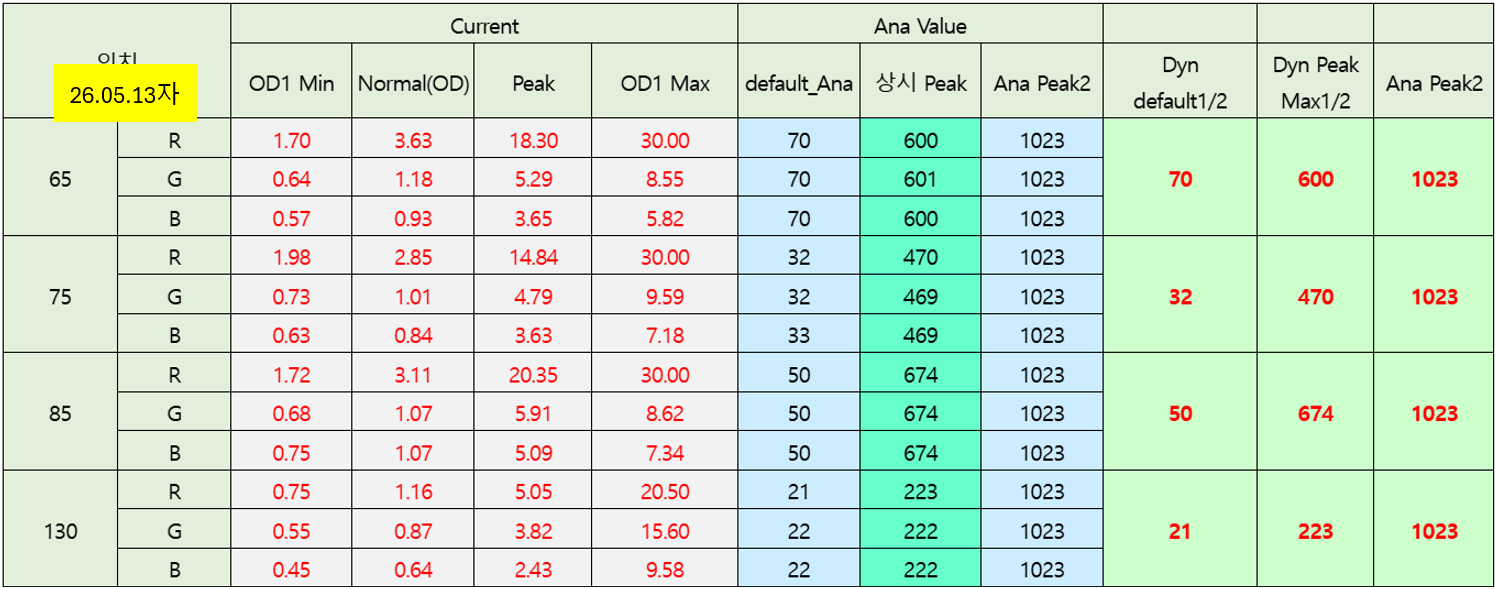 Current Ana Value
OD1 Min Normal(OD) Peak OD1 Max default_Ana 상시 Peak Ana Peak2 Dyn default1/2 Dyn Peak Max1/2 Ana Peak2
26.05.13자
65 R 1.70 3.63 18.30 30.00 70 600 1023 70 600 1023
G 0.64 1.18 5.29 8.55 70 601 1023
B 0.57 0.93 3.65 5.82 70 600 1023
75 R 1.98 2.85 14.84 30.00 32 470 1023 32 470 1023
G 0.73 1.01 4.79 9.59 32 469 1023
B 0.63 0.84 3.63 7.18 33 469 1023
85 R 1.72 3.11 20.35 30.00 50 674 1023 50 674 1023
G 0.68 1.07 5.91 8.62 50 674 1023
B 0.75 1.07 5.09 7.34 50 674 1023
130 R 0.75 1.16 5.05 20.50 21 223 1023 21 223 1023
G 0.55 0.87 3.82 15.60 22 222 1023
B 0.45 0.64 2.43 9.58 22 222 1023